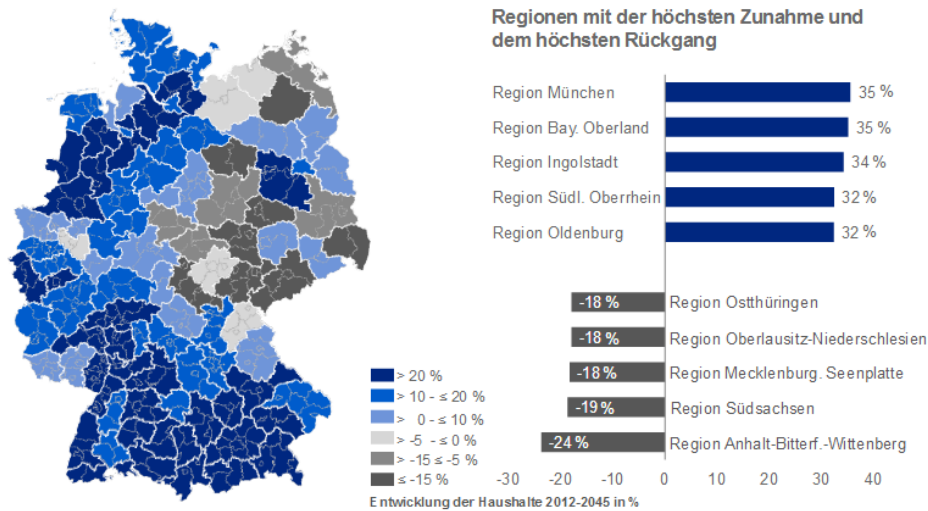 Regionen mit der höchsten Zunahme und
dem höchsten Rückgang
Region München 35 %
Region Bay. Oberland 35 %
Region Ingolstadt 34 %
Region Südl. Oberrhein 32 %
Region Oldenburg 32 %
-18 % Region Ostthüringen
-18 % Region Oberlausitz-Niederschlesien
-18 % Region Mecklenburg. Seenplatte
-19 % Region Südsachsen
-24 % Region Anhalt-Bitterf.-Wittenberg
-30 -20 -10 0 10 20 30 40
> 20 %
> 10 - ≤ 20 %
> 0 - ≤ 10 %
> -5 - ≤ 0 %
> -15 ≤ -5 %
≤ -15 %
Entwicklung der Haushalte 2012-2045 in %